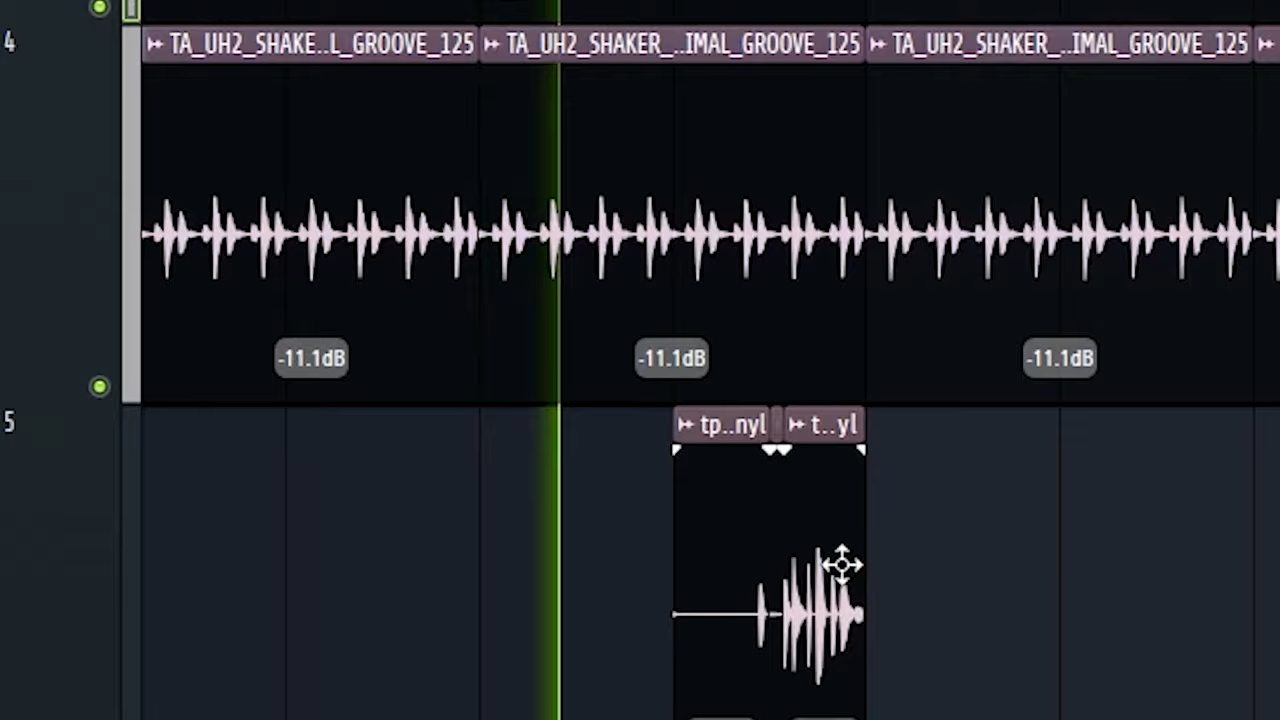 4
TA_UH2_SHAKE..L_GROOVE_125 TA_UH2_SHAKER_..IMAL_GROOVE_125 TA_UH2_SHAKER_..IMAL_GROOVE_125
-11.1dB -11.1dB -11.1dB
5
tp..nyl t..yl